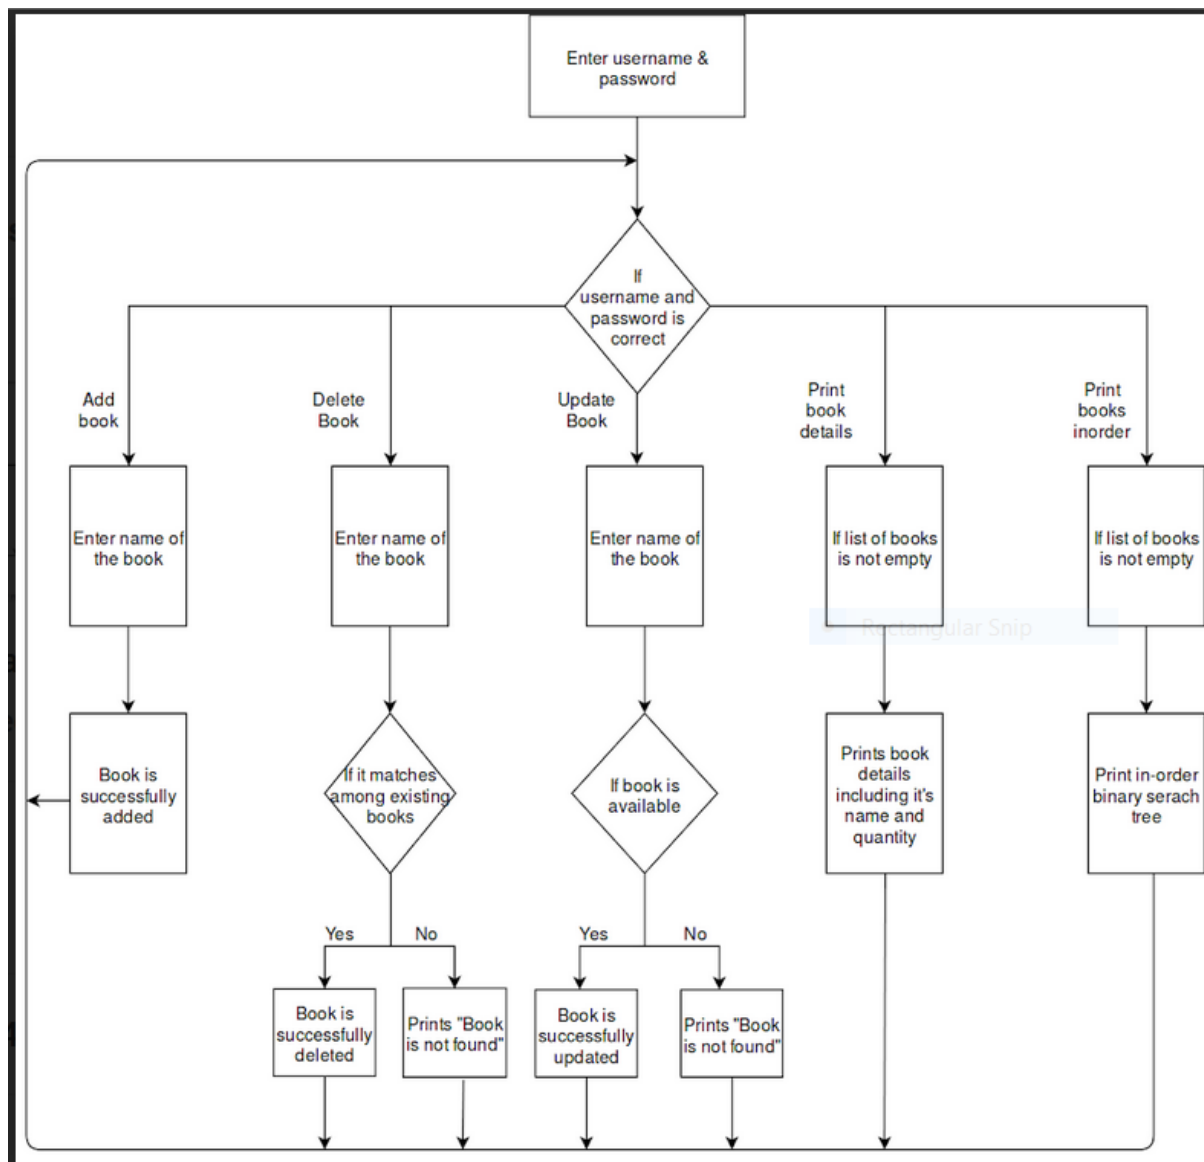 Enter username &
password
If
username and
password is
correct
Add
book
Delete
Book
Update
Book
Print
book
details
Print
books
inorder
Enter name of
the book
Enter name of
the book
Enter name of
the book
If list of books
is not empty
If list of books
is not empty
Rectangular Snip
Book is
successfully
added
If it matches
among existing
books
If book is
available
Prints book
details
including it's
name and
quantity
Print in-order
binary serach
tree
Yes
No
Yes
No
Book is
successfully
deleted
Prints "Book
is not found"
Book is
successfully
updated
Prints "Book
is not found"